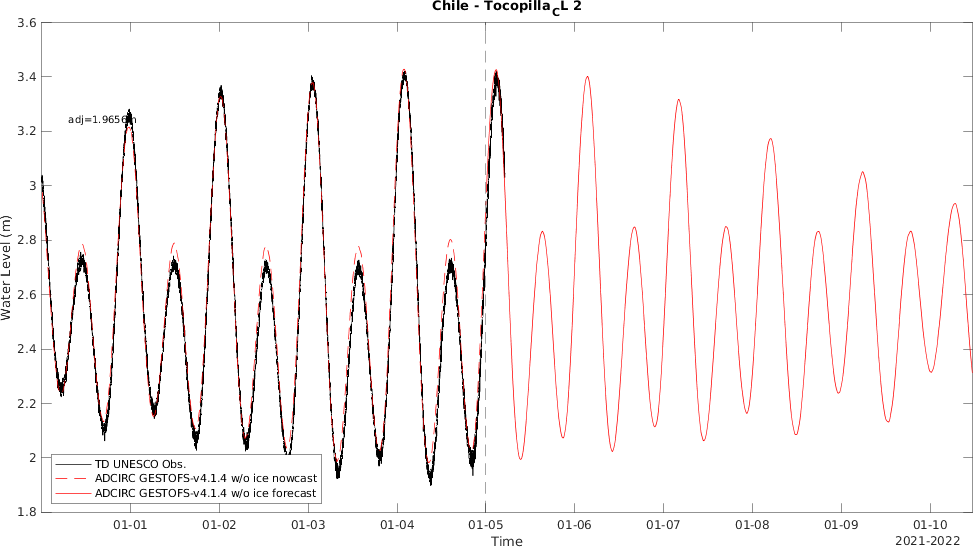 Chile - Tocopilla_CL 2
3.6
3.4
adj=1.9656m
3.2
3
2.8
2.6
2.4
2.2
2
1.8
Water Level (m)
TD UNESCO Obs.
ADCIRC GESTOFS-v4.1.4 w/o ice nowcast
ADCIRC GESTOFS-v4.1.4 w/o ice forecast
01-01 01-02 01-03 01-04 01-05 01-06 01-07 01-08 01-09 01-10
Time
2021-2022